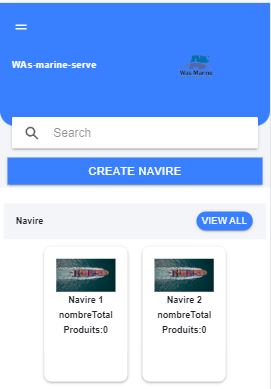 WAs-marine-serve
Was Marine
Search
CREATE NAVIRE
Navire
VIEW ALL
Navire 1
nombreTotal
Produits:0
Navire 2
nombreTotal
Produits:0